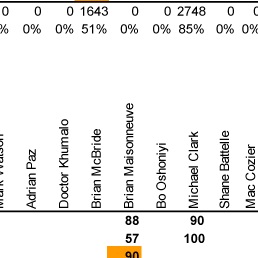 0 0 0 1643 0 0 2748 0 0
% 0% 0% 51% 0% 0% 85% 0% 0%
Adrian Paz
Doctor Khumalo
Brian McBride
Brian Maisonneuve
Bo Oshoniyi
Michael Clark
Shane Battelle
Mac Cozier
88 90
57 100
90